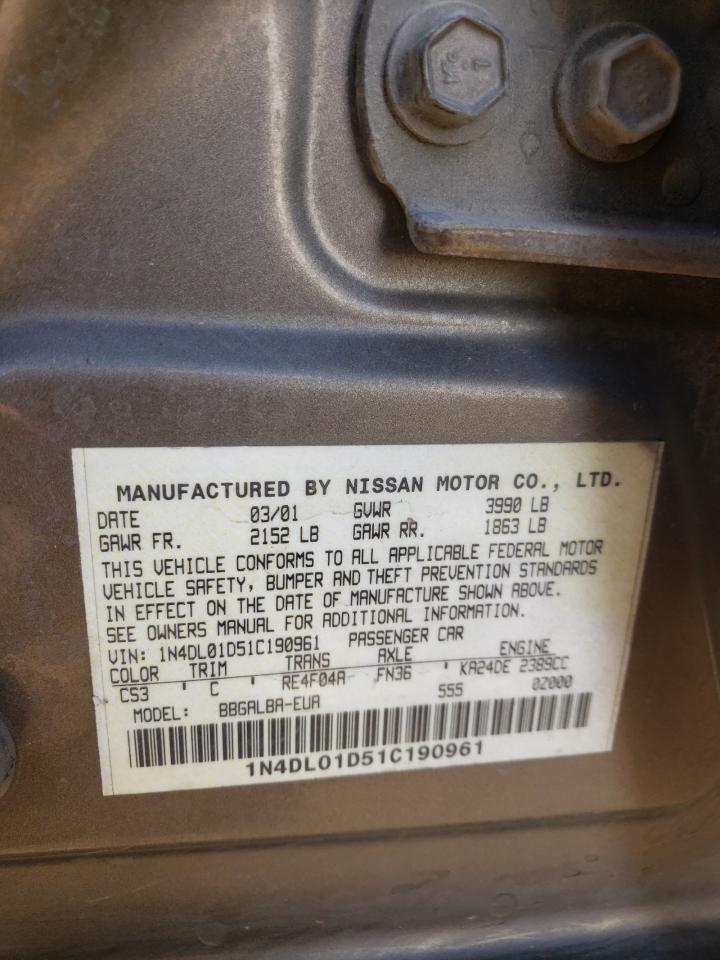 MANUFACTURED BY NISSAN MOTOR CO., LTD.
DATE 03/01 GVWR 3990 LB
GAWR FR. 2152 LB GAWR RR. 1863 LB
THIS VEHICLE CONFORMS TO ALL APPLICABLE FEDERAL MOTOR
VEHICLE SAFETY, BUMPER AND THEFT PREVENTION STANDARDS
IN EFFECT ON THE DATE OF MANUFACTURE SHOWN ABOVE.
SEE OWNERS MANUAL FOR ADDITIONAL INFORMATION.
VIN: 1N4DL01D51C190961 PASSENGER CAR
COLOR TRIM TRANS AXLE ENGINE
CS3 ' C ' RE4F04A ' FN36 ' KA24DE 2389CC
MODEL: BBGALBA-EUA 555 0Z000
1N4DL01D51C190961